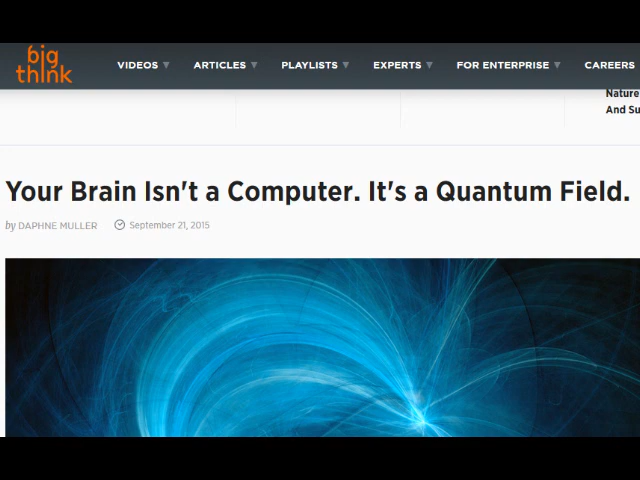 big
think
VIDEOS ARTICLES PLAYLISTS EXPERTS FOR ENTERPRISE CAREERS
Nature
And Su
Your Brain Isn't a Computer. It's a Quantum Field.
by DAPHNE MULLER September 21, 2015